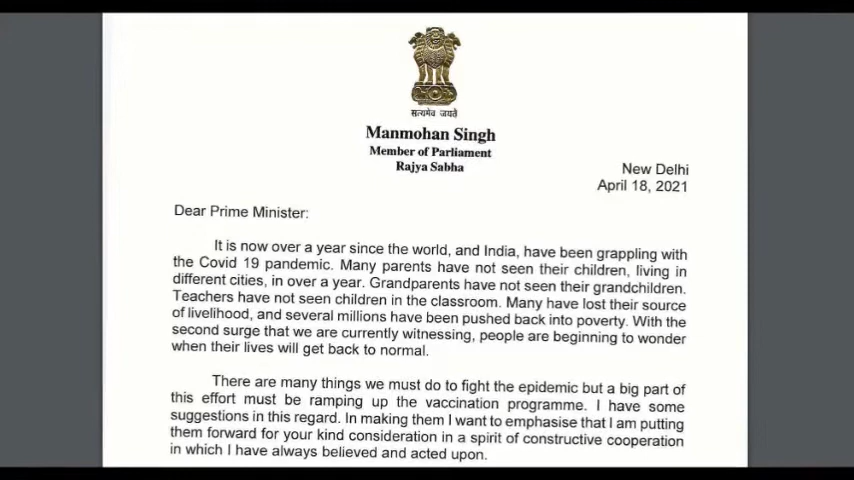 सत्यमेव जयते
Manmohan Singh
Member of Parliament
Rajya Sabha
New Delhi
April 18, 2021
Dear Prime Minister:
It is now over a year since the world, and India, have been grappling with
the Covid 19 pandemic. Many parents have not seen their children, living in
different cities, in over a year. Grandparents have not seen their grandchildren.
Teachers have not seen children in the classroom. Many have lost their source
of livelihood, and several millions have been pushed back into poverty. With the
second surge that we are currently witnessing, people are beginning to wonder
when their lives will get back to normal.
There are many things we must do to fight the epidemic but a big part of
this effort must be ramping up the vaccination programme. I have some
suggestions in this regard. In making them I want to emphasise that I am putting
them forward for your kind consideration in a spirit of constructive cooperation
in which I have always believed and acted upon.